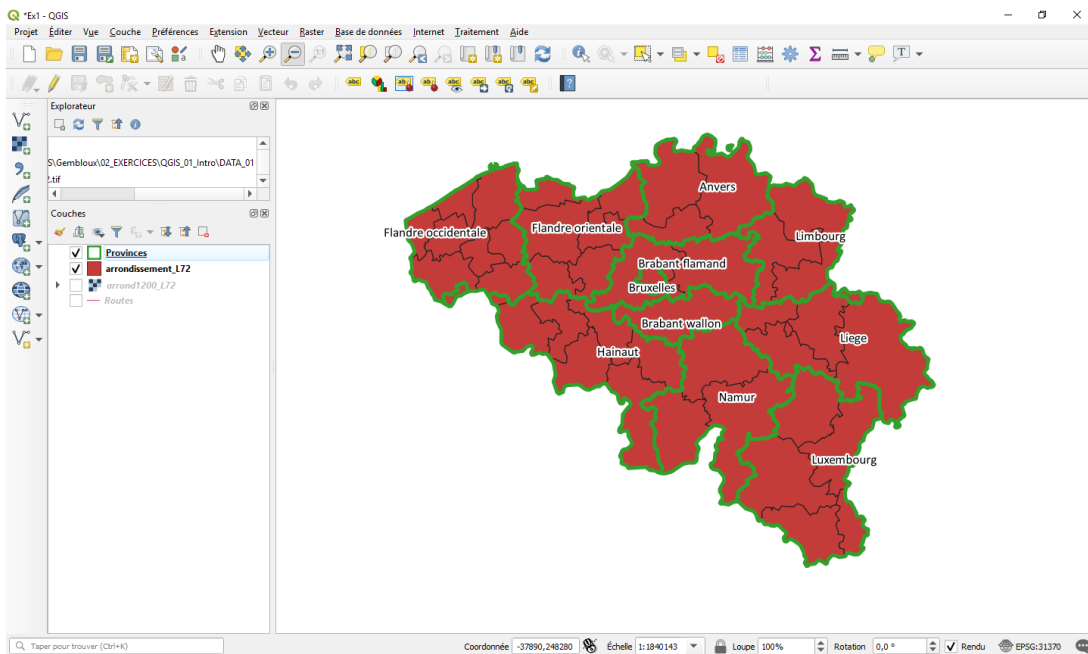 *Ex1 - QGIS
Projet Éditer Vue Couche Préférences Extension Vecteur Raster Base de données Internet Traitement Aide
Explorateur
S\Gembloux\02_EXERCICES\QGIS_01_Intro\DATA_01
Couches
Provinces
arrondissement_L72
arrond1200_L72
Routes
Anvers
Flandre occidentale
Flandre orientale
Limbourg
Brabant flamand
Bruxelles
Brabant wallon
Liege
Hainaut
Namur
Luxembourg
Taper pour trouver (Ctrl+K) Coordonnée -37890,248280 Échelle 1:1840143 Loupe 100% Rotation 0,0 ° Rendu EPSG:31370